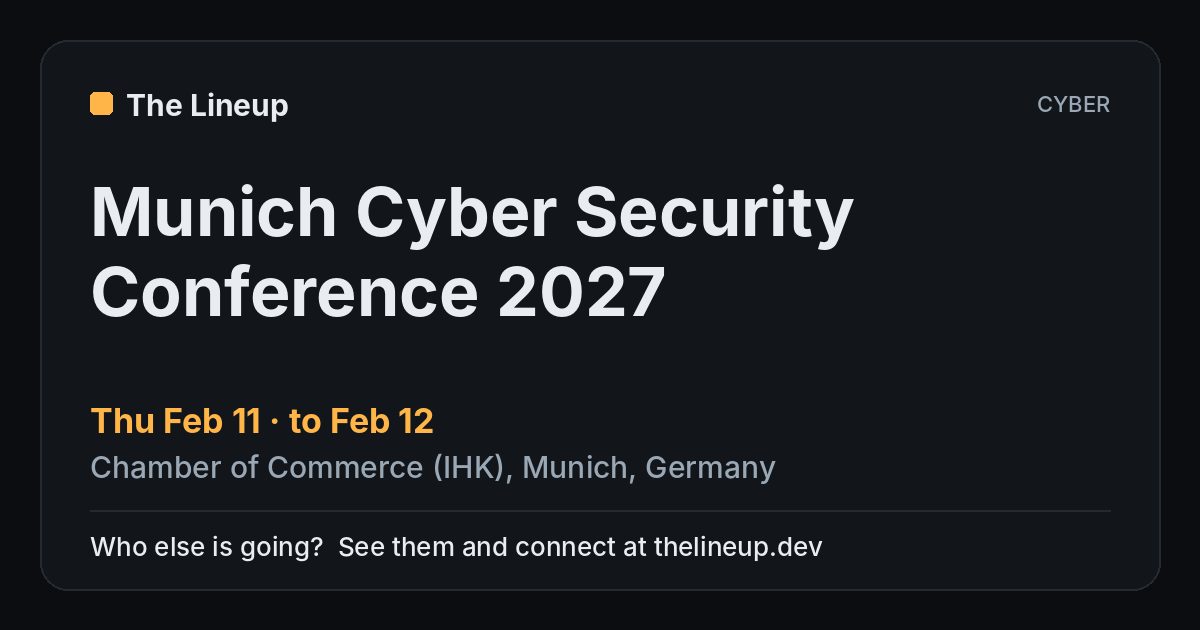 The Lineup
CYBER
Munich Cyber Security
Conference 2027
Thu Feb 11 · to Feb 12
Chamber of Commerce (IHK), Munich, Germany
Who else is going? See them and connect at thelineup.dev